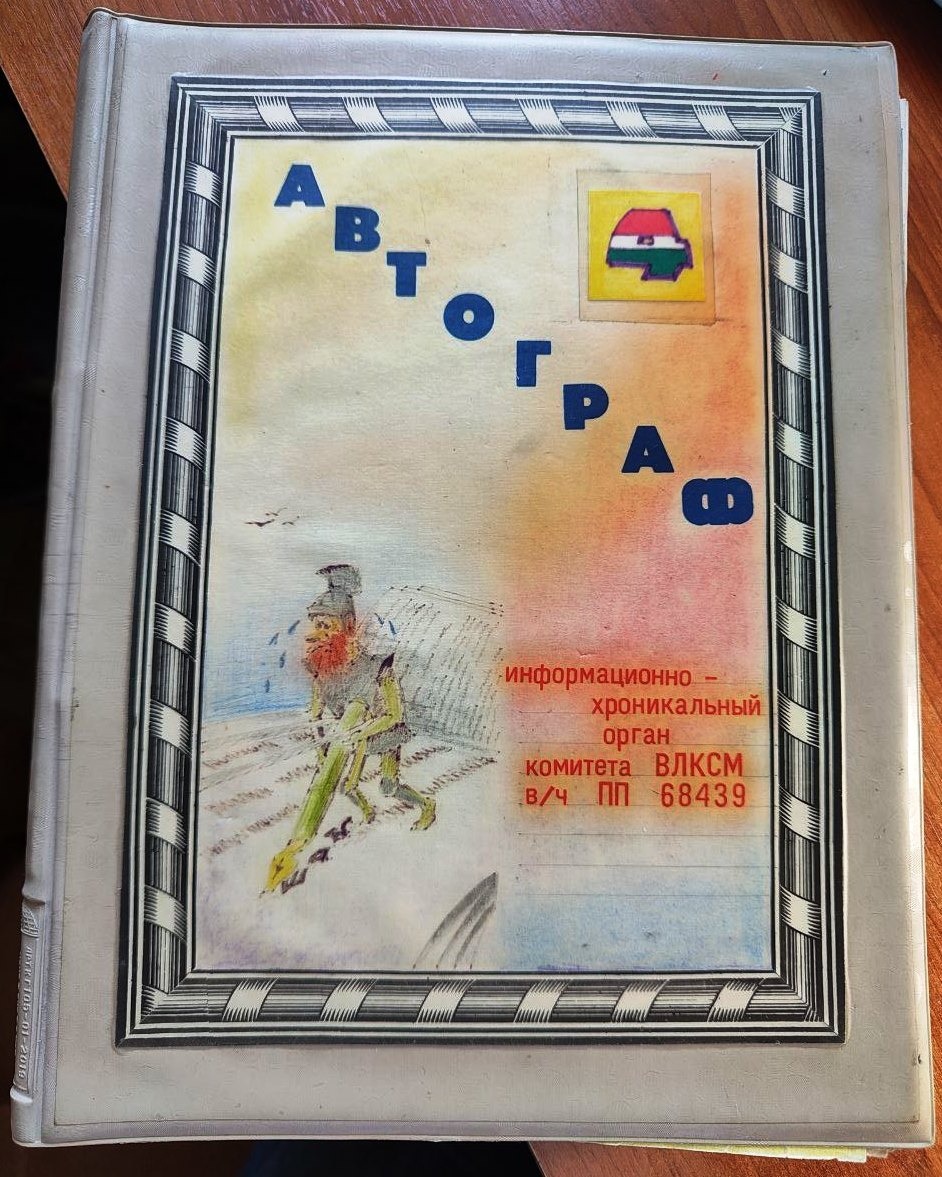 АВТОГРАФ
информационно –
хроникальный
орган
комитета ВЛКСМ
в/ч ПП 68439